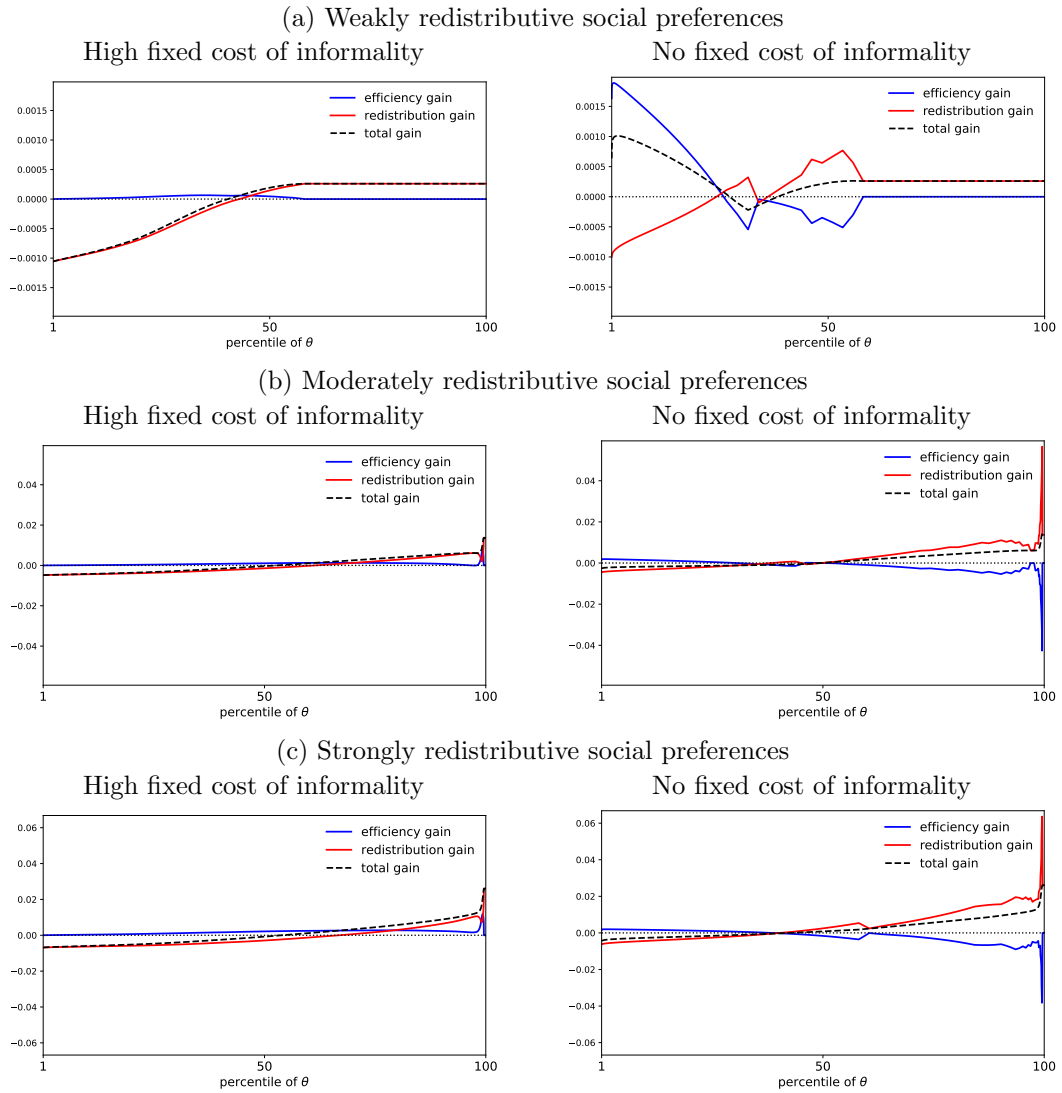 (a) Weakly redistributive social preferences
High fixed cost of informality
No fixed cost of informality
efficiency gain
redistribution gain
total gain
0.0015
0.0010
0.0005
0.0000
−0.0005
−0.0010
−0.0015
1
50
100
percentile of θ
efficiency gain
redistribution gain
total gain
0.0015
0.0010
0.0005
0.0000
−0.0005
−0.0010
−0.0015
1
50
100
percentile of θ
(b) Moderately redistributive social preferences
High fixed cost of informality
No fixed cost of informality
efficiency gain
redistribution gain
total gain
0.04
0.02
0.00
−0.02
−0.04
1
50
100
percentile of θ
efficiency gain
redistribution gain
total gain
0.04
0.02
0.00
−0.02
−0.04
1
50
100
percentile of θ
(c) Strongly redistributive social preferences
High fixed cost of informality
No fixed cost of informality
efficiency gain
redistribution gain
total gain
0.06
0.04
0.02
0.00
−0.02
−0.04
−0.06
1
50
100
percentile of θ
efficiency gain
redistribution gain
total gain
0.06
0.04
0.02
0.00
−0.02
−0.04
−0.06
1
50
100
percentile of θ